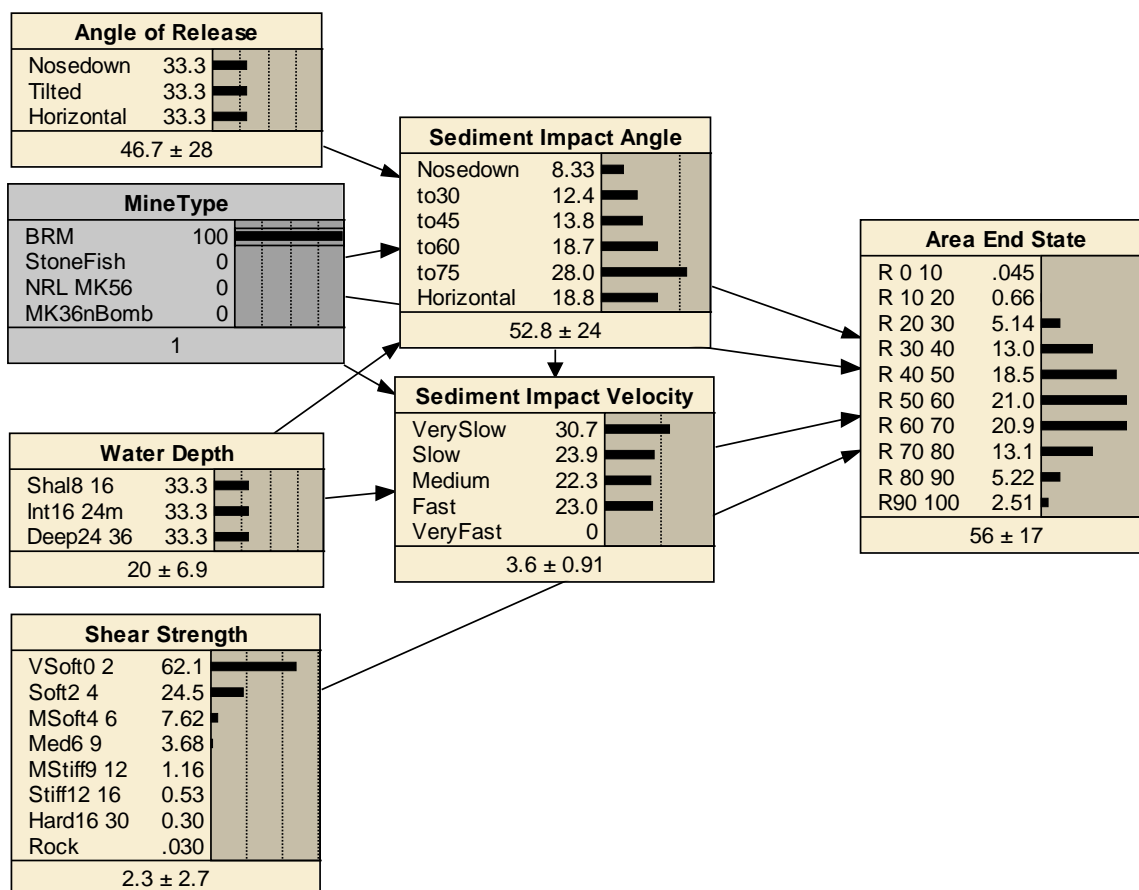 Angle of Release
Nosedown 33.3
Tilted 33.3
Horizontal 33.3
46.7 ± 28
MineType
BRM 100
StoneFish 0
NRL MK56 0
MK36nBomb 0
1
Water Depth
Shal8 16 33.3
Int16 24m 33.3
Deep24 36 33.3
20 ± 6.9
Shear Strength
VSoft0 2 62.1
Soft2 4 24.5
MSoft4 6 7.62
Med6 9 3.68
MStiff9 12 1.16
Stiff12 16 0.53
Hard16 30 0.30
Rock .030
2.3 ± 2.7
Sediment Impact Angle
Nosedown 8.33
to30 12.4
to45 13.8
to60 18.7
to75 28.0
Horizontal 18.8
52.8 ± 24
Sediment Impact Velocity
VerySlow 30.7
Slow 23.9
Medium 22.3
Fast 23.0
VeryFast 0
3.6 ± 0.91
Area End State
R 0 10 .045
R 10 20 0.66
R 20 30 5.14
R 30 40 13.0
R 40 50 18.5
R 50 60 21.0
R 60 70 20.9
R 70 80 13.1
R 80 90 5.22
R90 100 2.51
56 ± 17